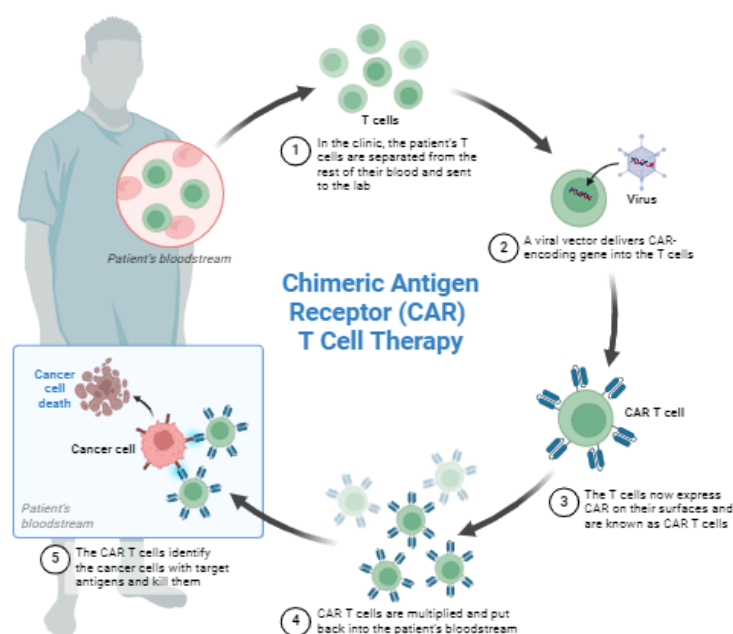 T cells
1
In the clinic, the patient's T
cells are separated from the
rest of their blood and sent
to the lab
Virus
2
A viral vector delivers CAR-
encoding gene into the T cells
Patient's bloodstream
Chimeric Antigen
Receptor (CAR)
T Cell Therapy
CAR T cell
3
The T cells now express
CAR on their surfaces and
are known as CAR T cells
4
CAR T cells are multiplied and put
back into the patient's bloodstream
Cancer
cell
death
Cancer cell
Patient's
bloodstream
5
The CAR T cells identify
the cancer cells with target
antigens and kill them